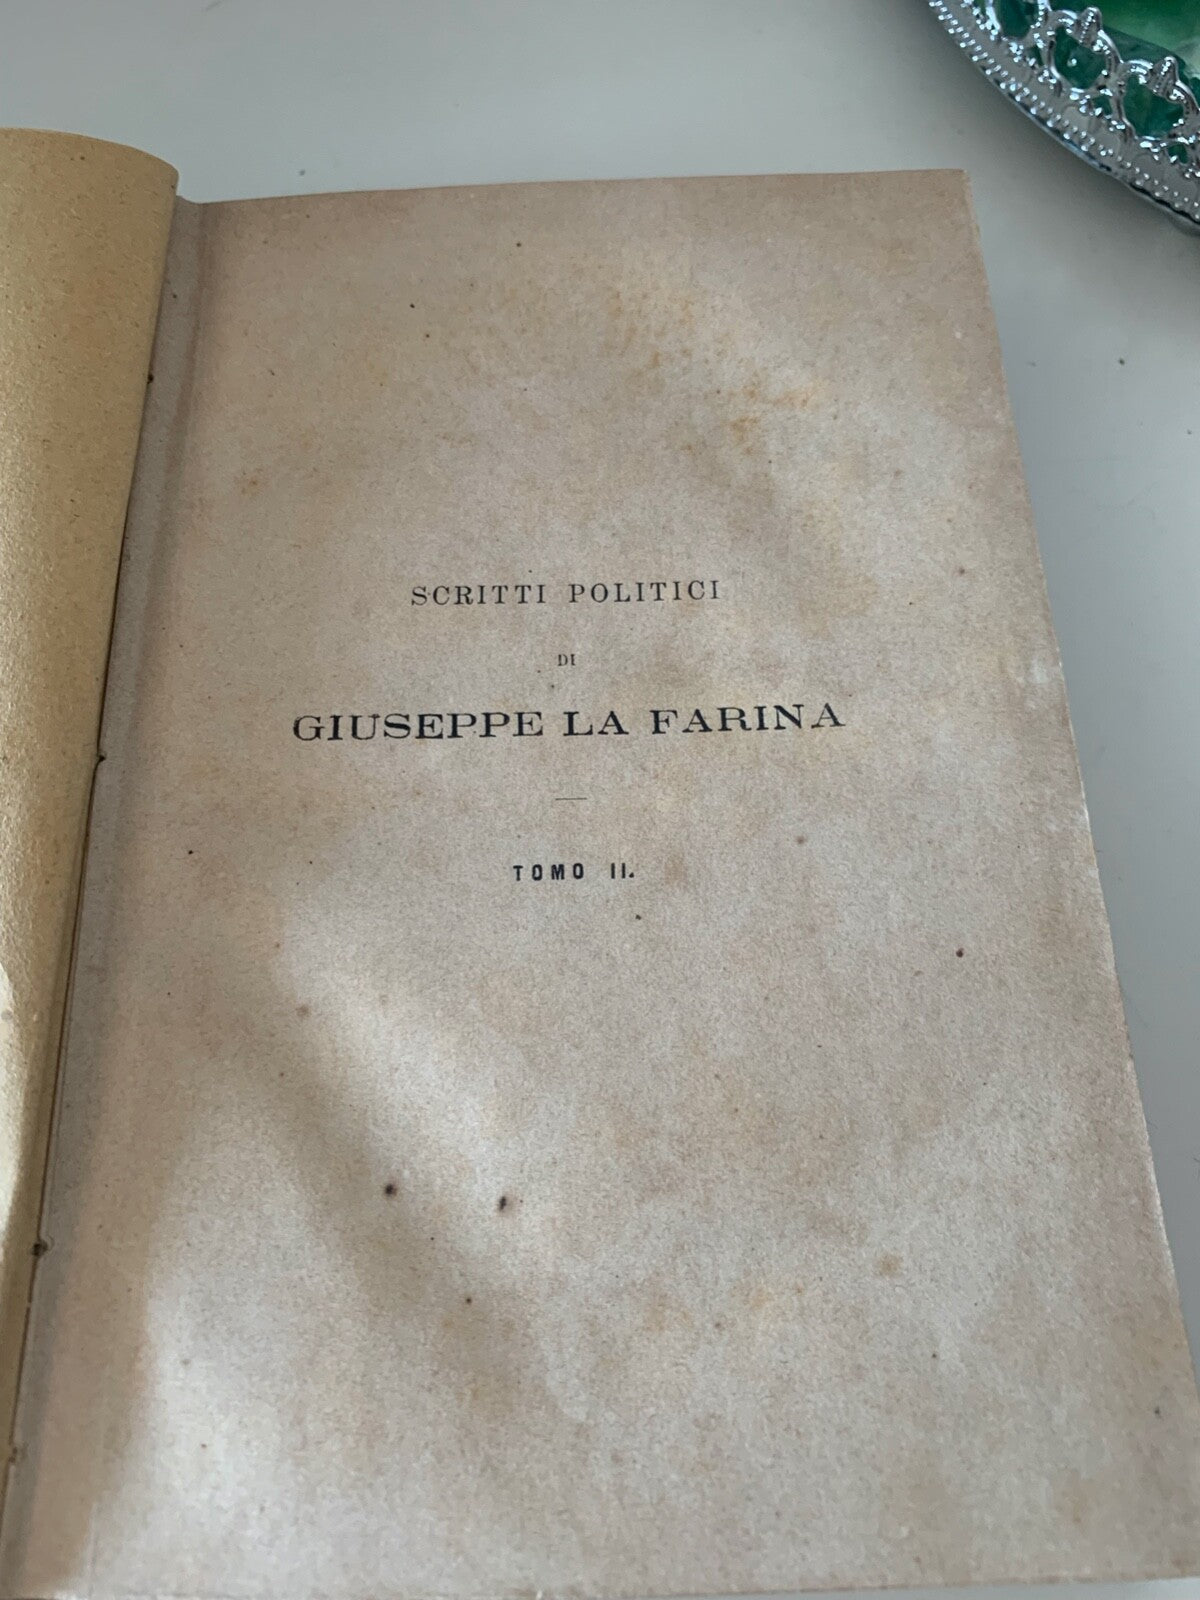 SCRITTI POLITICI
DI
GIUSEPPE LA FARINA
TOMO II.